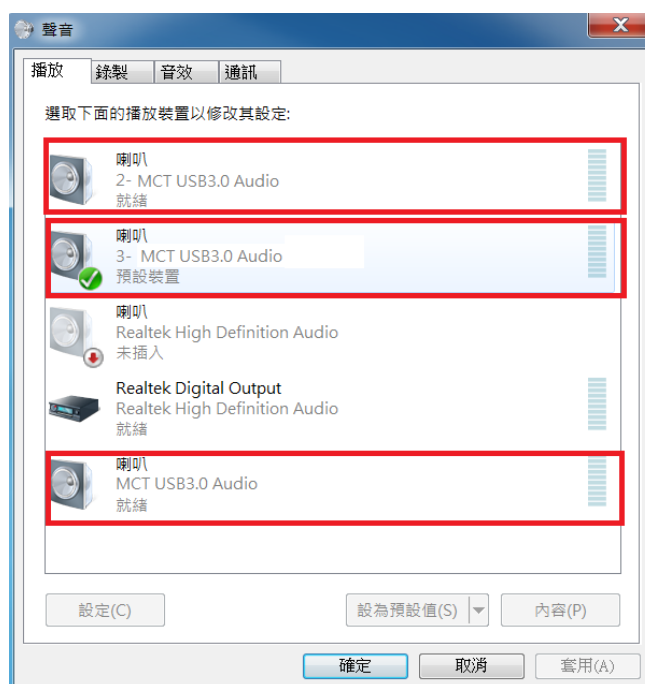 聲音
播放 錄製 音效 通訊
選取下面的播放裝置以修改其設定:
喇叭
2- MCT USB3.0 Audio
就緒
喇叭
3- MCT USB3.0 Audio
預設裝置
喇叭
Realtek High Definition Audio
未插入
Realtek Digital Output
Realtek High Definition Audio
就緒
喇叭
MCT USB3.0 Audio
就緒
設定(C) 設為預設值(S) 內容(P)
確定 取消 套用(A)